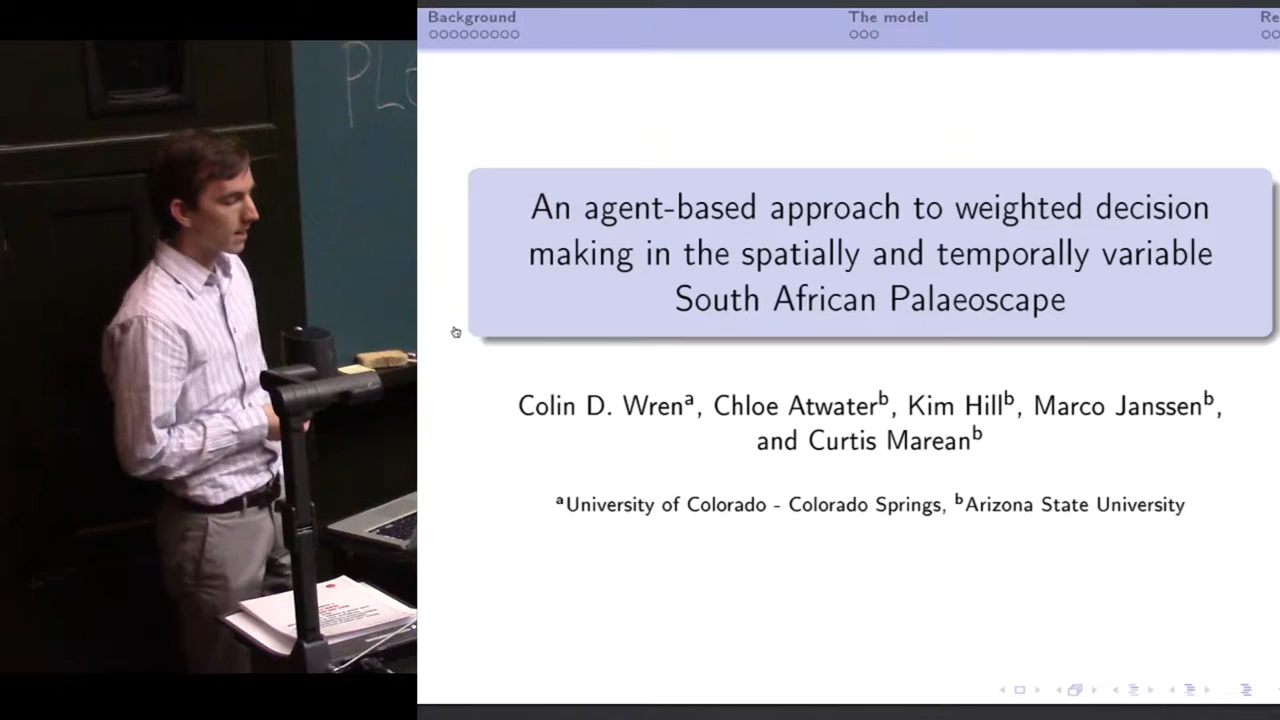 Background
The model
Re
PL
An agent-based approach to weighted decision
making in the spatially and temporally variable
South African Palaeoscape
Colin D. Wrenᵃ, Chloe Atwaterᵇ, Kim Hillᵇ, Marco Janssenᵇ,
and Curtis Mareanᵇ
ᵃUniversity of Colorado - Colorado Springs, ᵇArizona State University